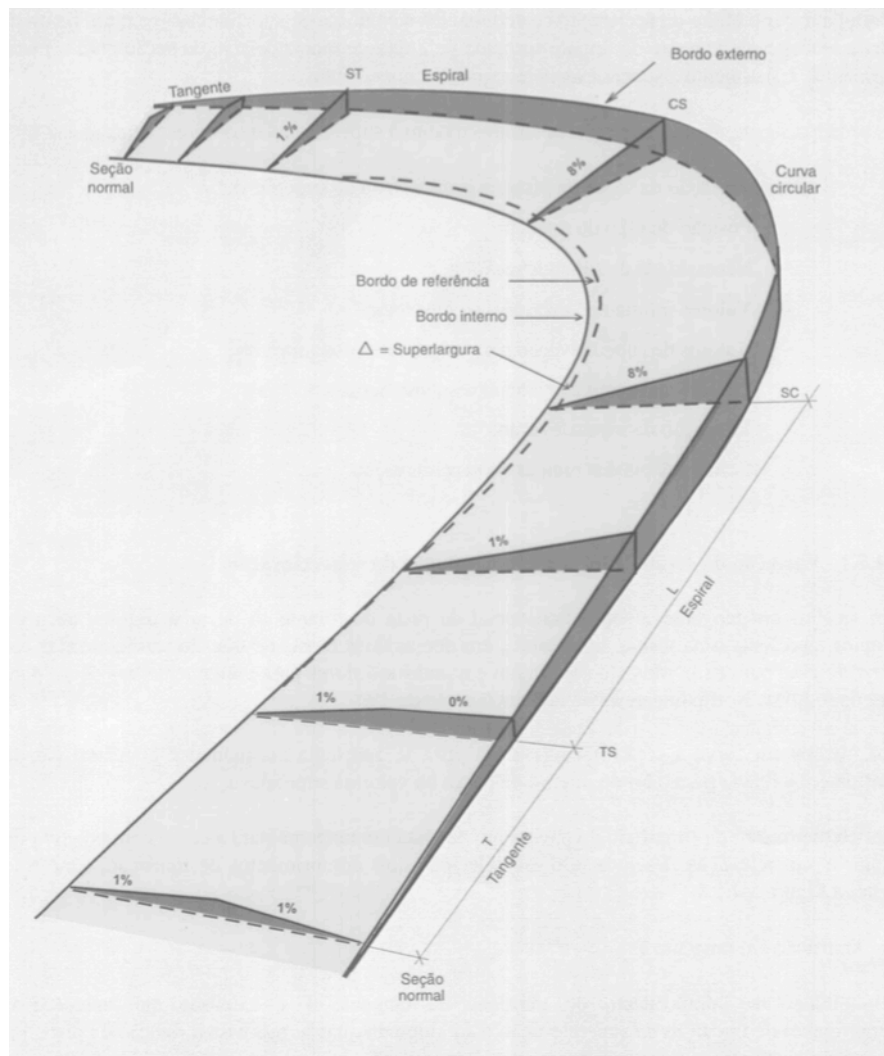 Bordo externo
ST
Espiral
Tangente
CS
1 %
8%
Seção
normal
Curva
circular
Bordo de referência
Bordo interno
△ = Superlargura
8%
SC
1%
L
Espiral
1%
0%
TS
T
Tangente
1%
1%
Seção
normal